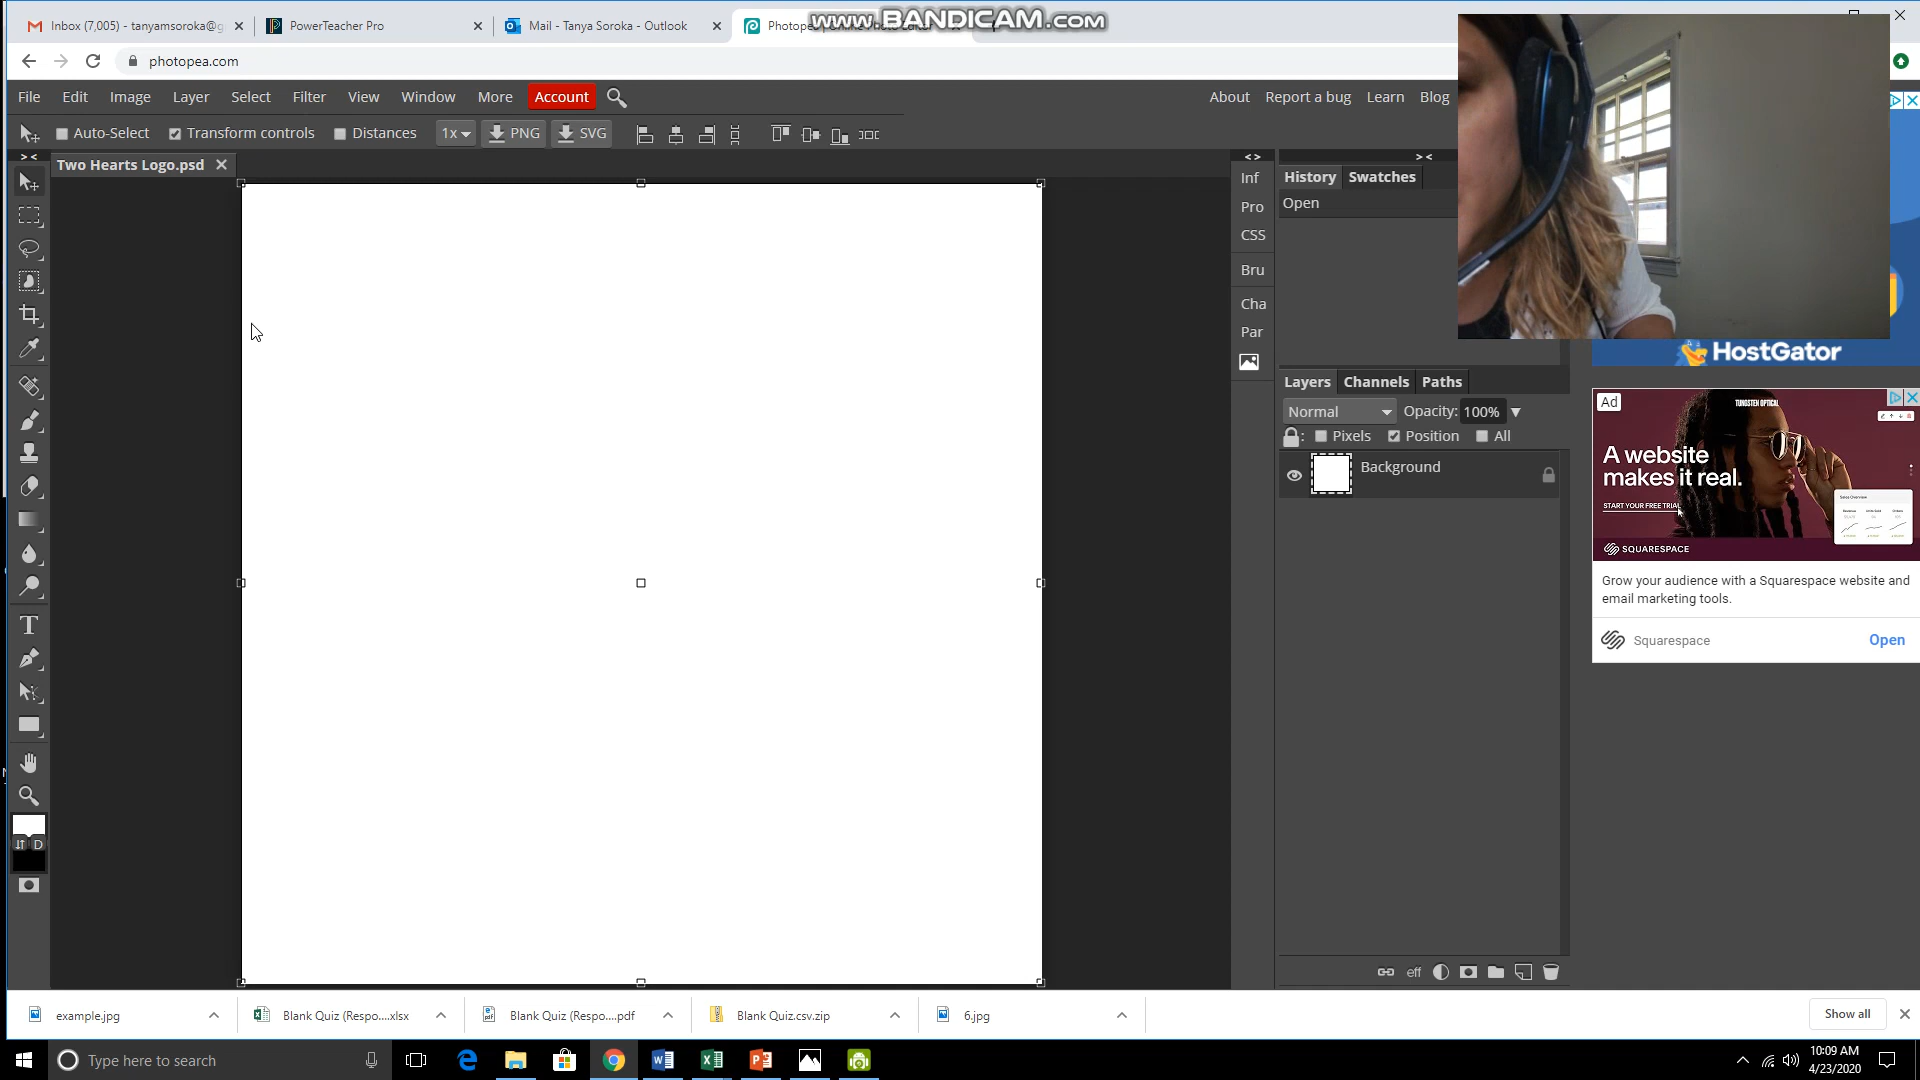 Inbox (7,005) - tanyamsoroka@g
PowerTeacher Pro
Mail - Tanya Soroka - Outlook
www.BANDICAM.com
photopea.com
File Edit Image Layer Select Filter View Window More Account
About Report a bug Learn Blog
Auto-Select Transform controls Distances 1x PNG SVG
Two Hearts Logo.psd
Inf
Pro
CSS
Bru
Cha
Par
History Swatches
Open
HostGator
Layers Channels Paths
Normal Opacity: 100%
Pixels Position All
Background
eff
D
Ad
TUNGSTEN OPTICAL
A website
makes it real.
START YOUR FREE TRIAL
SQUARESPACE
Grow your audience with a Squarespace website and
email marketing tools.
Squarespace Open
example.jpg
Blank Quiz (Respo....xlsx
Blank Quiz (Respo....pdf
Blank Quiz.csv.zip
6.jpg
Show all
Type here to search
10:09 AM
4/23/2020